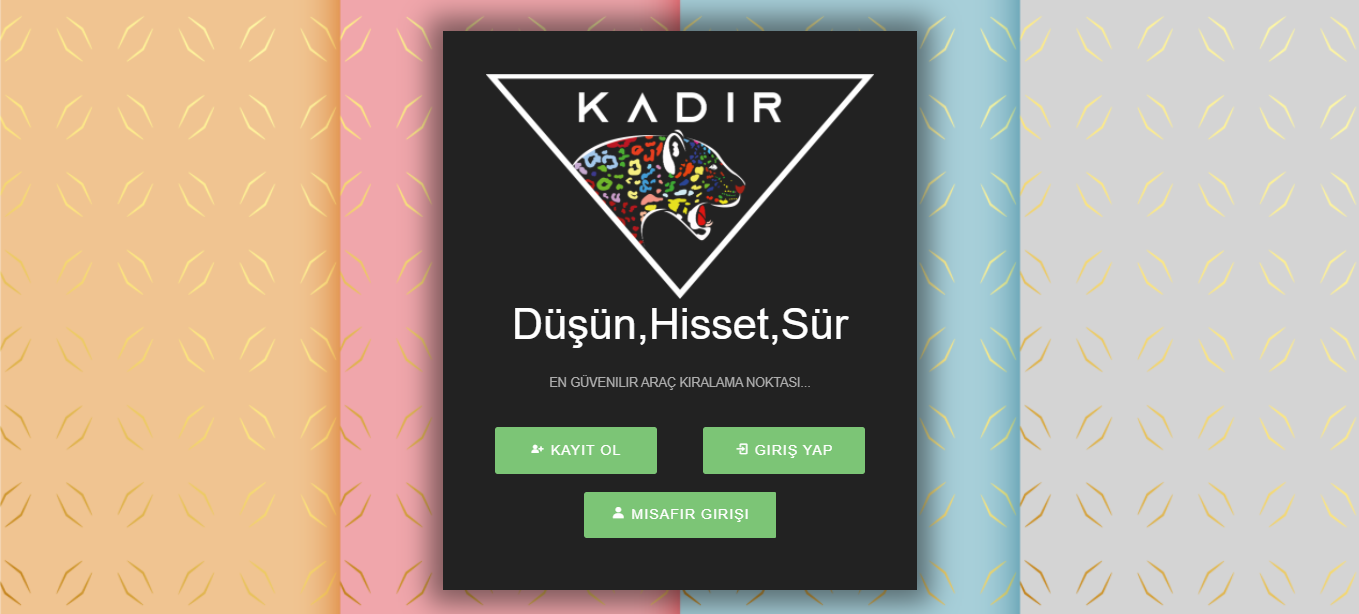 KADIR
Düşün,Hisset,Sür
EN GÜVENILIR ARAÇ KIRALAMA NOKTASI...
KAYIT OL
GIRIŞ YAP
MISAFIR GIRIŞI